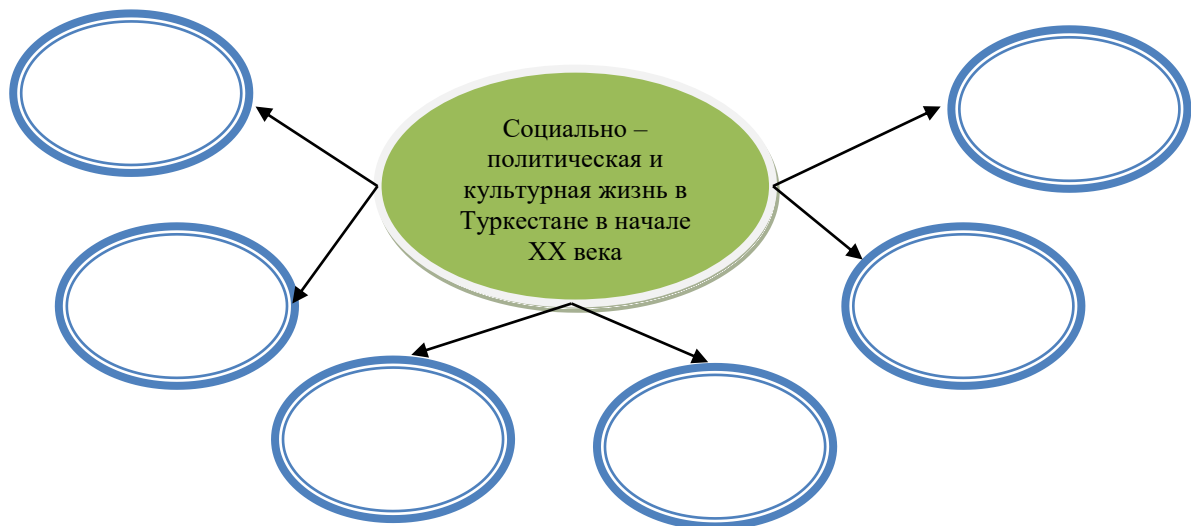 Социально –
политическая и
культурная жизнь в
Туркестане в начале
XX века